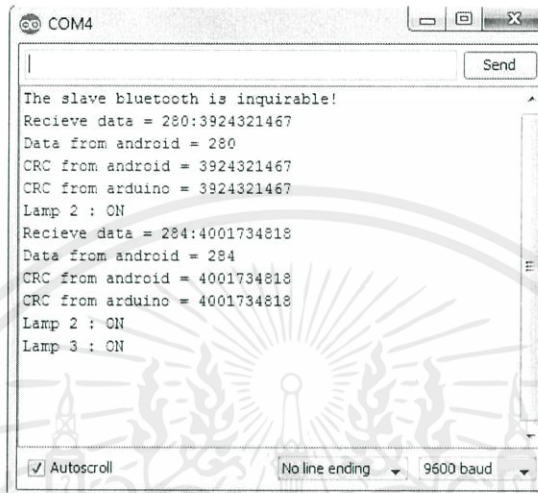 COM4
Send
The slave bluetooth is inquirable!
Recieve data = 280:3924321467
Data from android = 280
CRC from android = 3924321467
CRC from arduino = 3924321467
Lamp 2 : ON
Recieve data = 284:4001734818
Data from android = 284
CRC from android = 4001734818
CRC from arduino = 4001734818
Lamp 2 : ON
Lamp 3 : ON
Autoscroll
No line ending
9600 baud